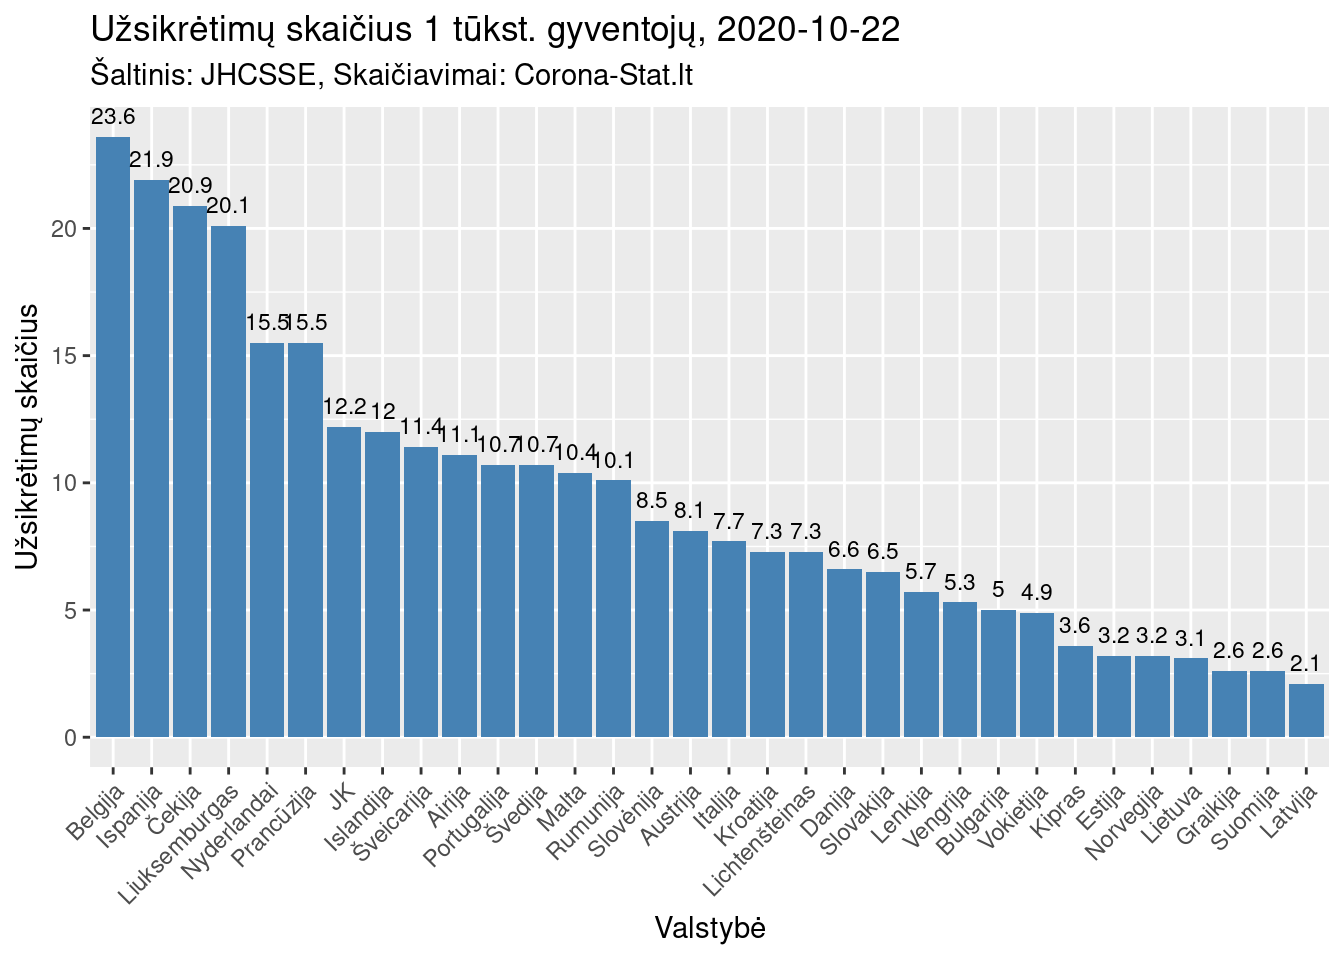 Užsikrėtimų skaičius 1 tūkst. gyventojų, 2020-10-22
Šaltinis: JHCSSE, Skaičiavimai: Corona-Stat.lt
Užsikrėtimų skaičius
20
15
10
5
0
23.6
21.9
20.9
20.1
15.5
15.5
12.2
12
11.4
11.1
10.7
10.7
10.4
10.1
8.5
8.1
7.7
7.3
7.3
6.6
6.5
5.7
5.3
5
4.9
3.6
3.2
3.2
3.1
2.6
2.6
2.1
Belgija
Ispanija
Čekija
Liuksemburgas
Nyderlandai
Prancūzija
JK
Islandija
Šveicarija
Airija
Portugalija
Švedija
Malta
Rumunija
Slovėnija
Austrija
Italija
Kroatija
Lichtenšteinas
Danija
Slovakija
Lenkija
Vengrija
Bulgarija
Vokietija
Kipras
Estija
Norvegija
Lietuva
Graikija
Suomija
Latvija
Valstybė